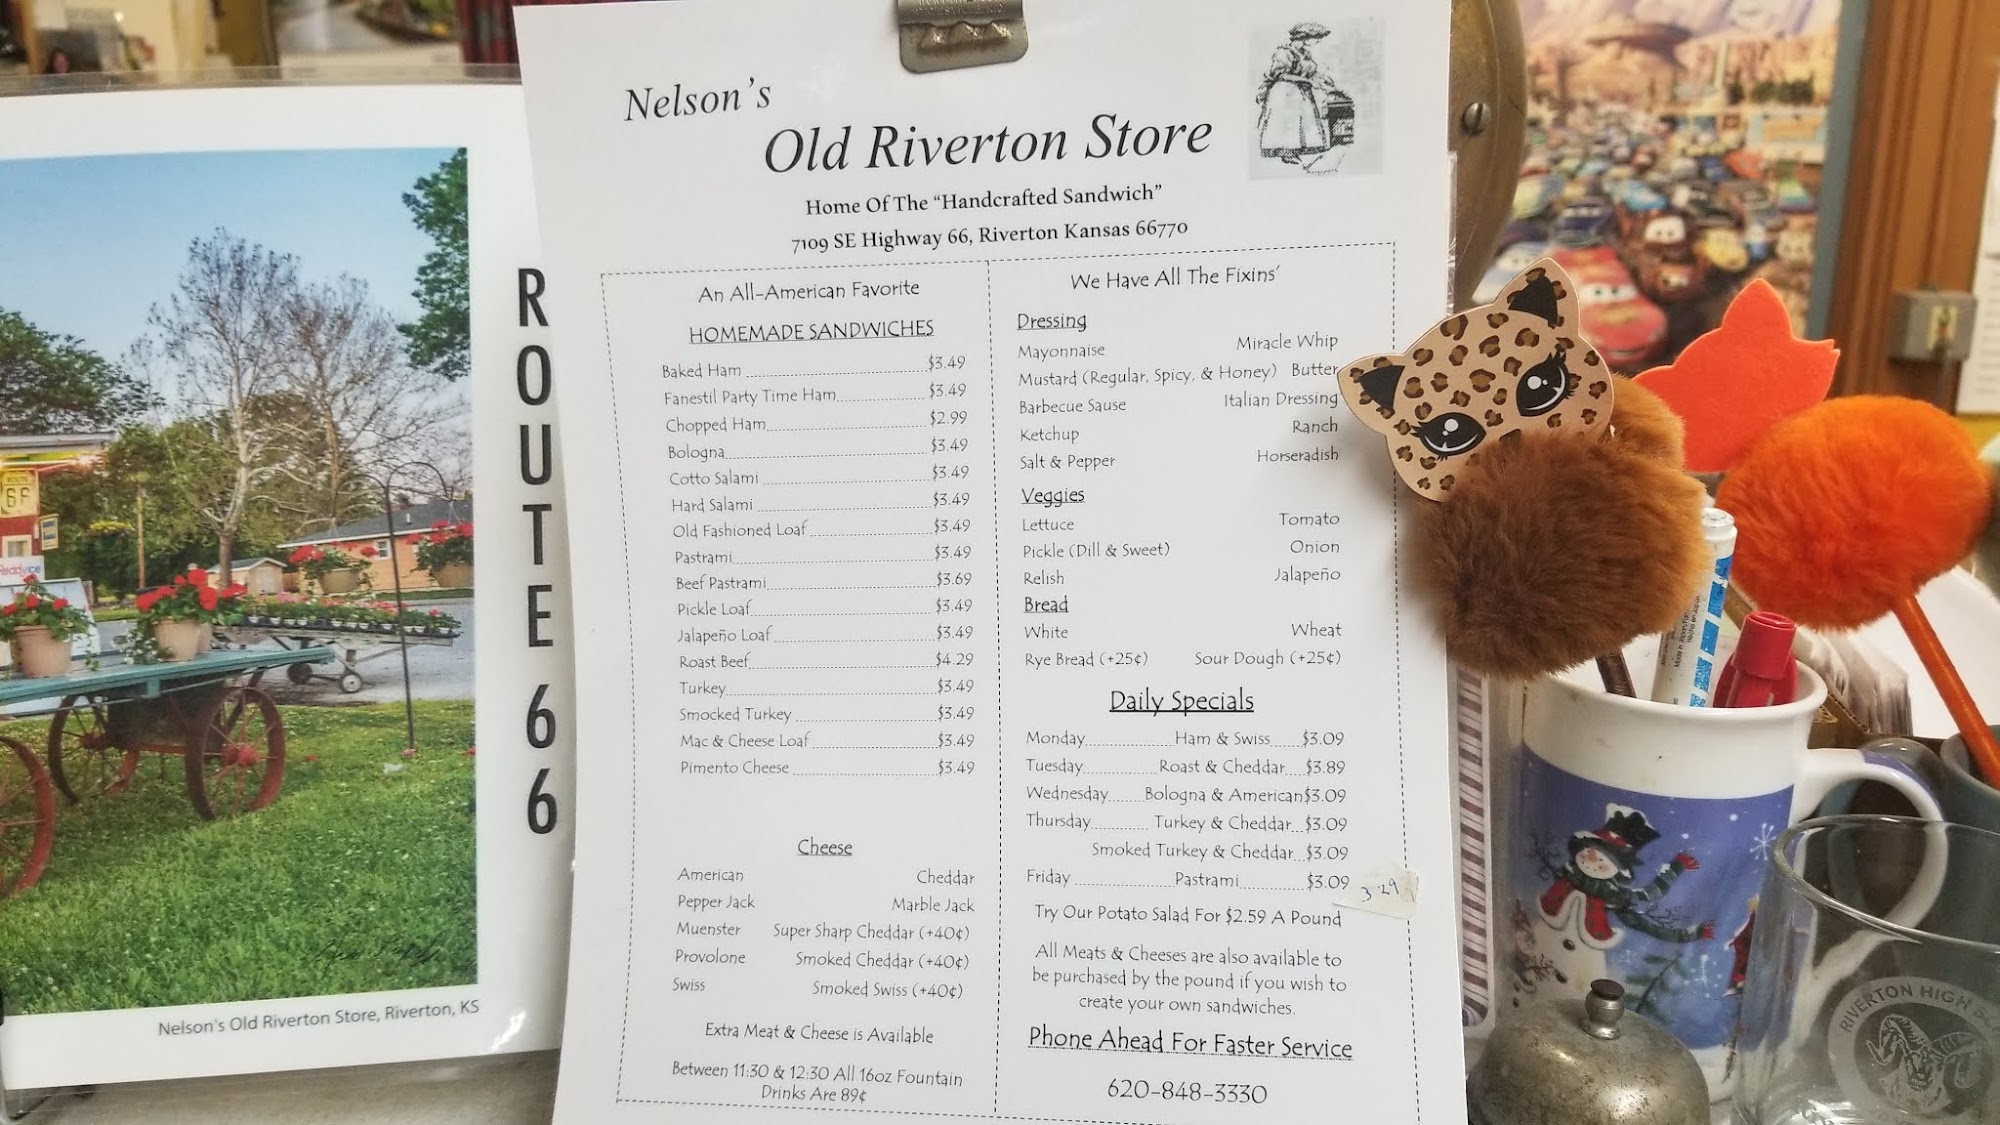 Nelson's
Old Riverton Store
Home Of The "Handcrafted Sandwich"
7109 SE Highway 66, Riverton Kansas 66770
An All-American Favorite
HOMEMADE SANDWICHES
Baked Ham $3.49
Fanestil Party Time Ham $3.49
Chopped Ham $2.99
Bologna $3.49
Cotto Salami $3.49
Hard Salami $3.49
Old Fashioned Loaf $3.49
Pastrami $3.49
Beef Pastrami $3.69
Pickle Loaf $3.49
Jalapeño Loaf $3.49
Roast Beef $4.29
Turkey $3.49
Smocked Turkey $3.49
Mac & Cheese Loaf $3.49
Pimento Cheese $3.49
Cheese
American Cheddar
Pepper Jack Marble Jack
Muenster Super Sharp Cheddar (+40¢)
Provolone Smoked Cheddar (+40¢)
Swiss Smoked Swiss (+40¢)
Extra Meat & Cheese is Available
Between 11:30 & 12:30 All 16oz Fountain
Drinks Are 89¢
We Have All The Fixins'
Dressing
Mayonnaise Miracle Whip
Mustard (Regular, Spicy, & Honey) Butter
Barbecue Sause Italian Dressing
Ketchup Ranch
Salt & Pepper Horseradish
Veggies
Lettuce Tomato
Pickle (Dill & Sweet) Onion
Relish Jalapeño
Bread
White Wheat
Rye Bread (+25¢) Sour Dough (+25¢)
Daily Specials
Monday Ham & Swiss $3.09
Tuesday Roast & Cheddar $3.89
Wednesday Bologna & American $3.09
Thursday Turkey & Cheddar $3.09
Smoked Turkey & Cheddar $3.09
Friday Pastrami $3.09 3.29
Try Our Potato Salad For $2.59 A Pound
All Meats & Cheeses are also available to
be purchased by the pound if you wish to
create your own sandwiches.
Phone Ahead For Faster Service
620-848-3330
ROUTE 66
ROUTE
66
Reddy ice
Nelson's Old Riverton Store, Riverton, KS
RIVERTON HIGH